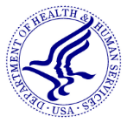 DEPARTMENT OF HEALTH & HUMAN SERVICES · USA